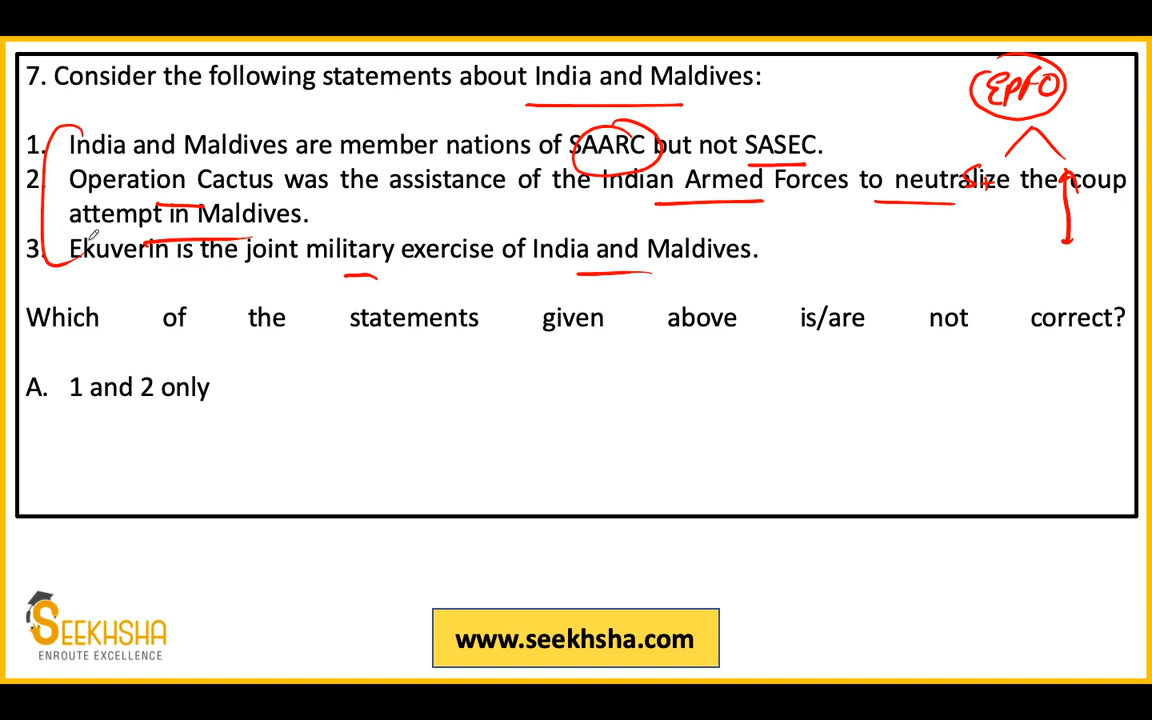 7. Consider the following statements about India and Maldives:
EPFO
1. India and Maldives are member nations of SAARC but not SASEC.
2. Operation Cactus was the assistance of the Indian Armed Forces to neutralize the coup
attempt in Maldives.
3. Ekuverin is the joint military exercise of India and Maldives.
Which of the statements given above is/are not correct?
A. 1 and 2 only
SEEKHSHA
ENROUTE EXCELLENCE
www.seekhsha.com